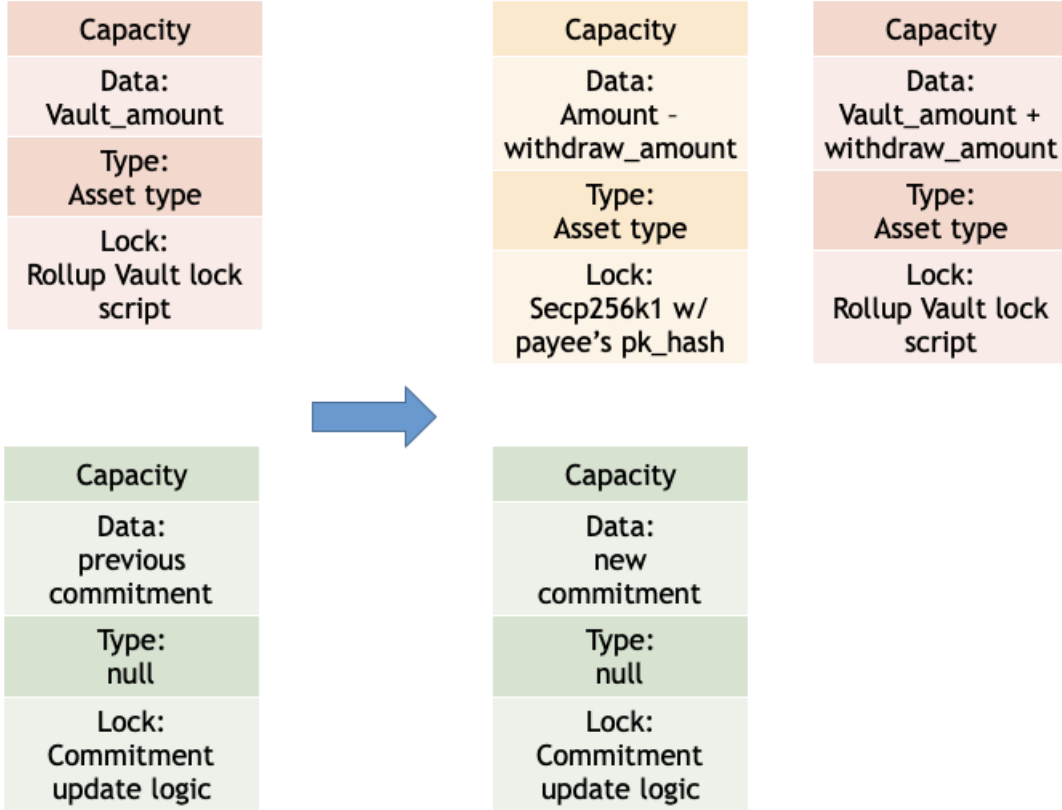 Capacity
Data:
Vault_amount
Type:
Asset type
Lock:
Rollup Vault lock
script
Capacity
Data:
Amount –
withdraw_amount
Type:
Asset type
Lock:
Secp256k1 w/
payee’s pk_hash
Capacity
Data:
Vault_amount +
withdraw_amount
Type:
Asset type
Lock:
Rollup Vault lock
script
Capacity
Data:
previous
commitment
Type:
null
Lock:
Commitment
update logic
Capacity
Data:
new
commitment
Type:
null
Lock:
Commitment
update logic